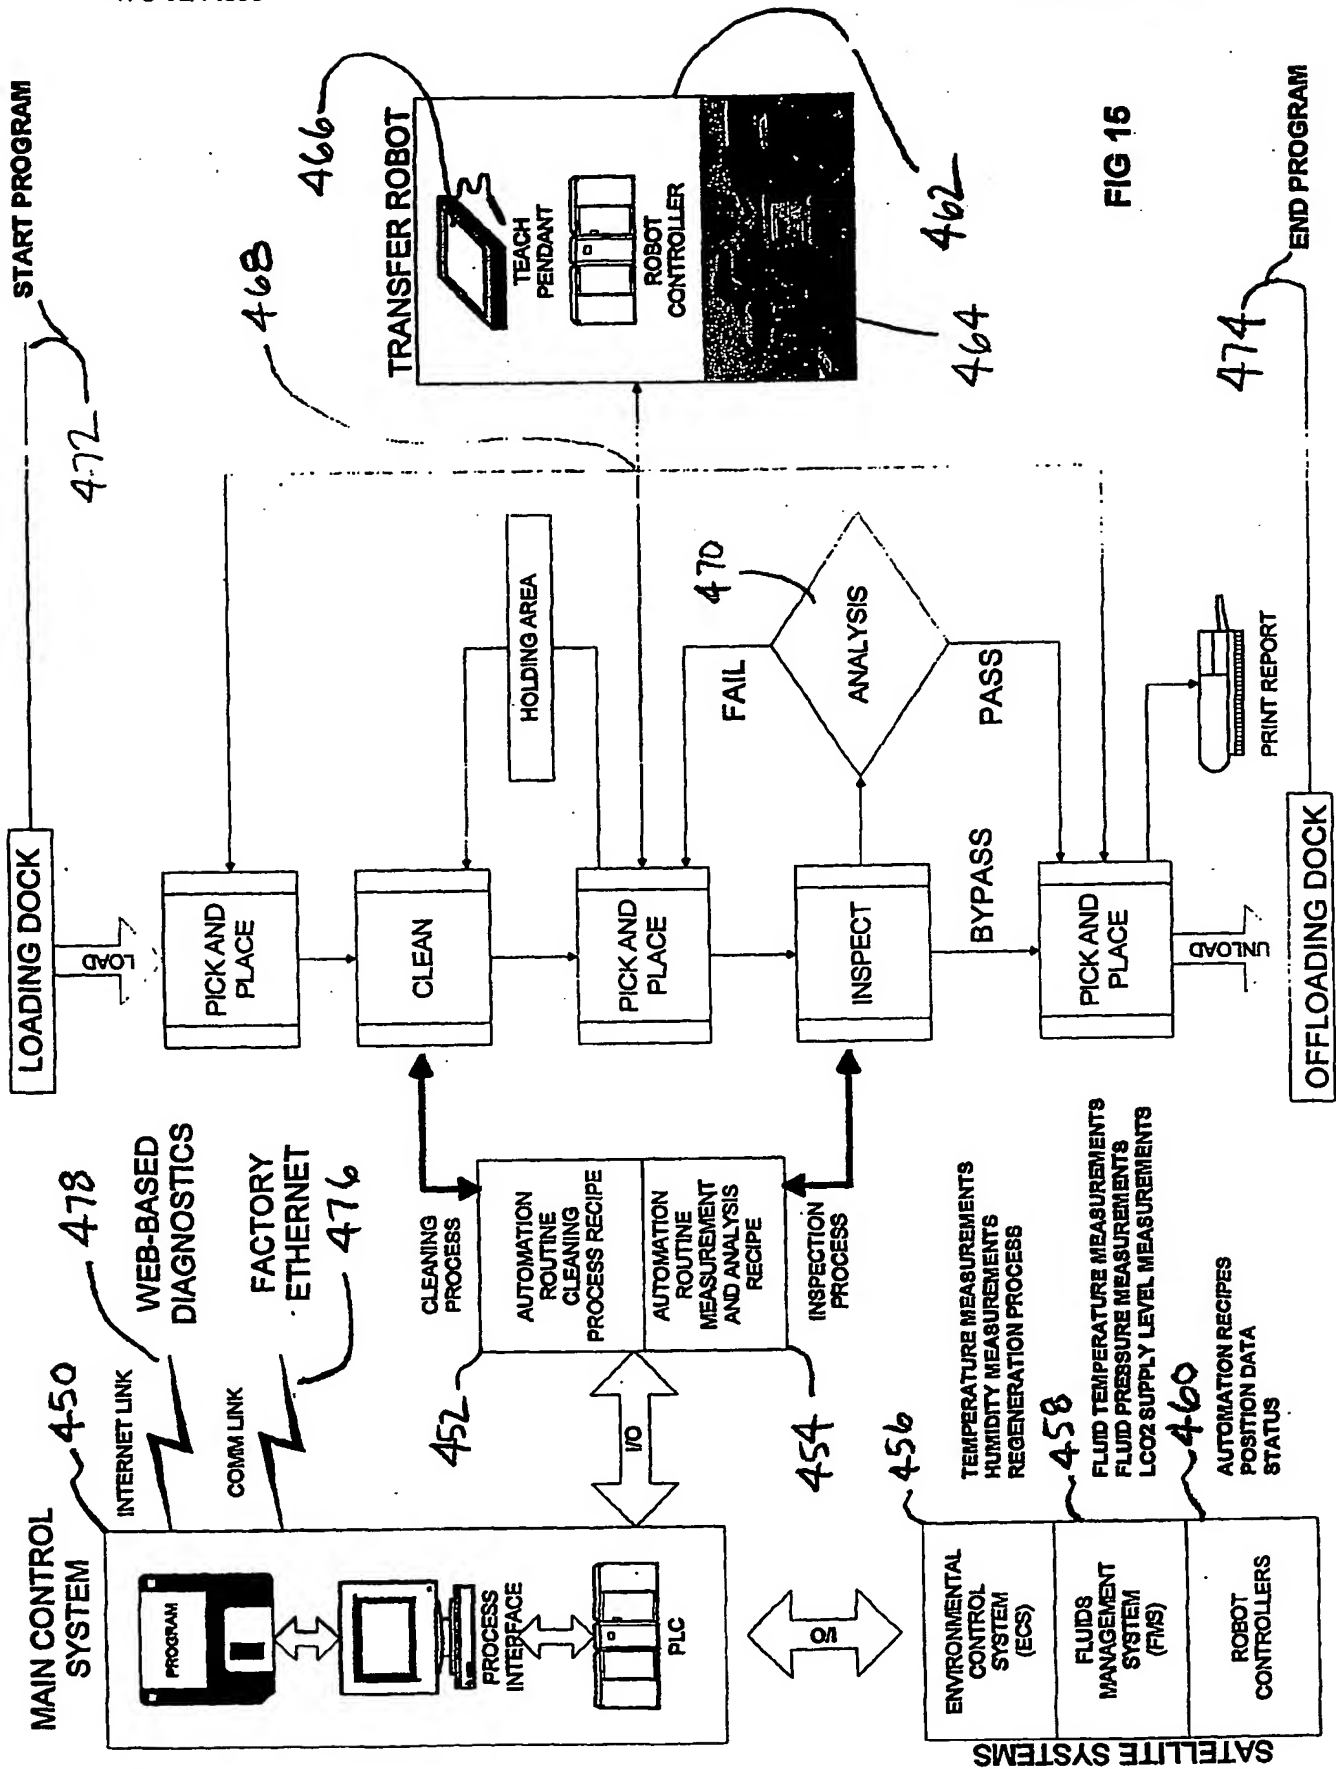 MAIN CONTROL
SYSTEM
450
PROGRAM
PROCESS
INTERFACE
PLC
INTERNET LINK
478
WEB-BASED
DIAGNOSTICS
COMM LINK
FACTORY
ETHERNET
476
I/O
452
CLEANING
PROCESS
AUTOMATION
ROUTINE
CLEANING
PROCESS RECIPE
AUTOMATION
ROUTINE
MEASUREMENT
AND ANALYSIS
RECIPE
INSPECTION
PROCESS
454
I/O
SATELLITE SYSTEMS
ENVIRONMENTAL
CONTROL
SYSTEM
(ECS)
456
TEMPERATURE MEASUREMENTS
HUMIDITY MEASUREMENTS
REGENERATION PROCESS
FLUIDS
MANAGEMENT
SYSTEM
(FMS)
458
FLUID TEMPERATURE MEASUREMENTS
FLUID PRESSURE MEASUREMENTS
LCO2 SUPPLY LEVEL MEASUREMENTS
ROBOT
CONTROLLERS
460
AUTOMATION RECIPES
POSITION DATA
STATUS
LOADING DOCK
START PROGRAM
472
LOAD
PICK AND
PLACE
CLEAN
PICK AND
PLACE
INSPECT
BYPASS
PICK AND
PLACE
UNLOAD
OFFLOADING DOCK
END PROGRAM
474
HOLDING AREA
FAIL
ANALYSIS
470
PASS
PRINT REPORT
468
TRANSFER ROBOT
466
TEACH
PENDANT
ROBOT
CONTROLLER
462
464
FIG 15